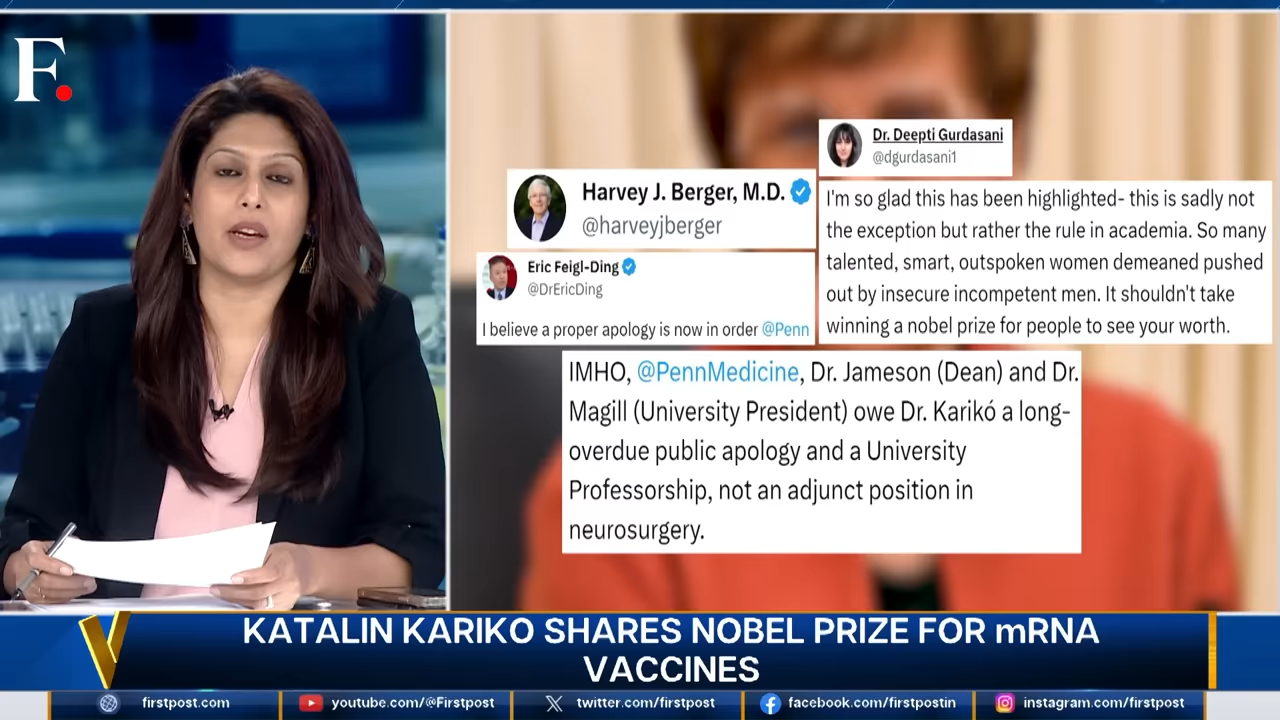 F.
Harvey J. Berger, M.D.
@harveyjberger
Eric Feigl-Ding
@DrEricDing
I believe a proper apology is now in order @Penn
Dr. Deepti Gurdasani
@dgurdasani1
I'm so glad this has been highlighted- this is sadly not
the exception but rather the rule in academia. So many
talented, smart, outspoken women demeaned pushed
out by insecure incompetent men. It shouldn't take
winning a nobel prize for people to see your worth.
IMHO, @PennMedicine, Dr. Jameson (Dean) and Dr.
Magill (University President) owe Dr. Karikó a long-
overdue public apology and a University
Professorship, not an adjunct position in
neurosurgery.
V
KATALIN KARIKO SHARES NOBEL PRIZE FOR mRNA
VACCINES
firstpost.com
youtube.com/@Firstpost
twitter.com/firstpost
facebook.com/firstpostin
instagram.com/firstpost